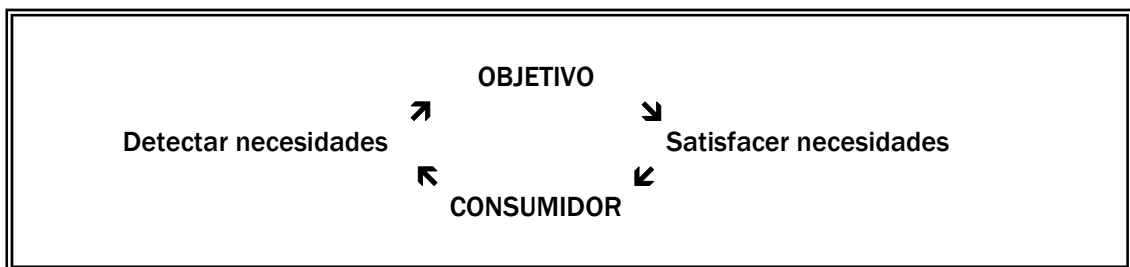 OBJETIVO
Detectar necesidades Satisfacer necesidades
CONSUMIDOR